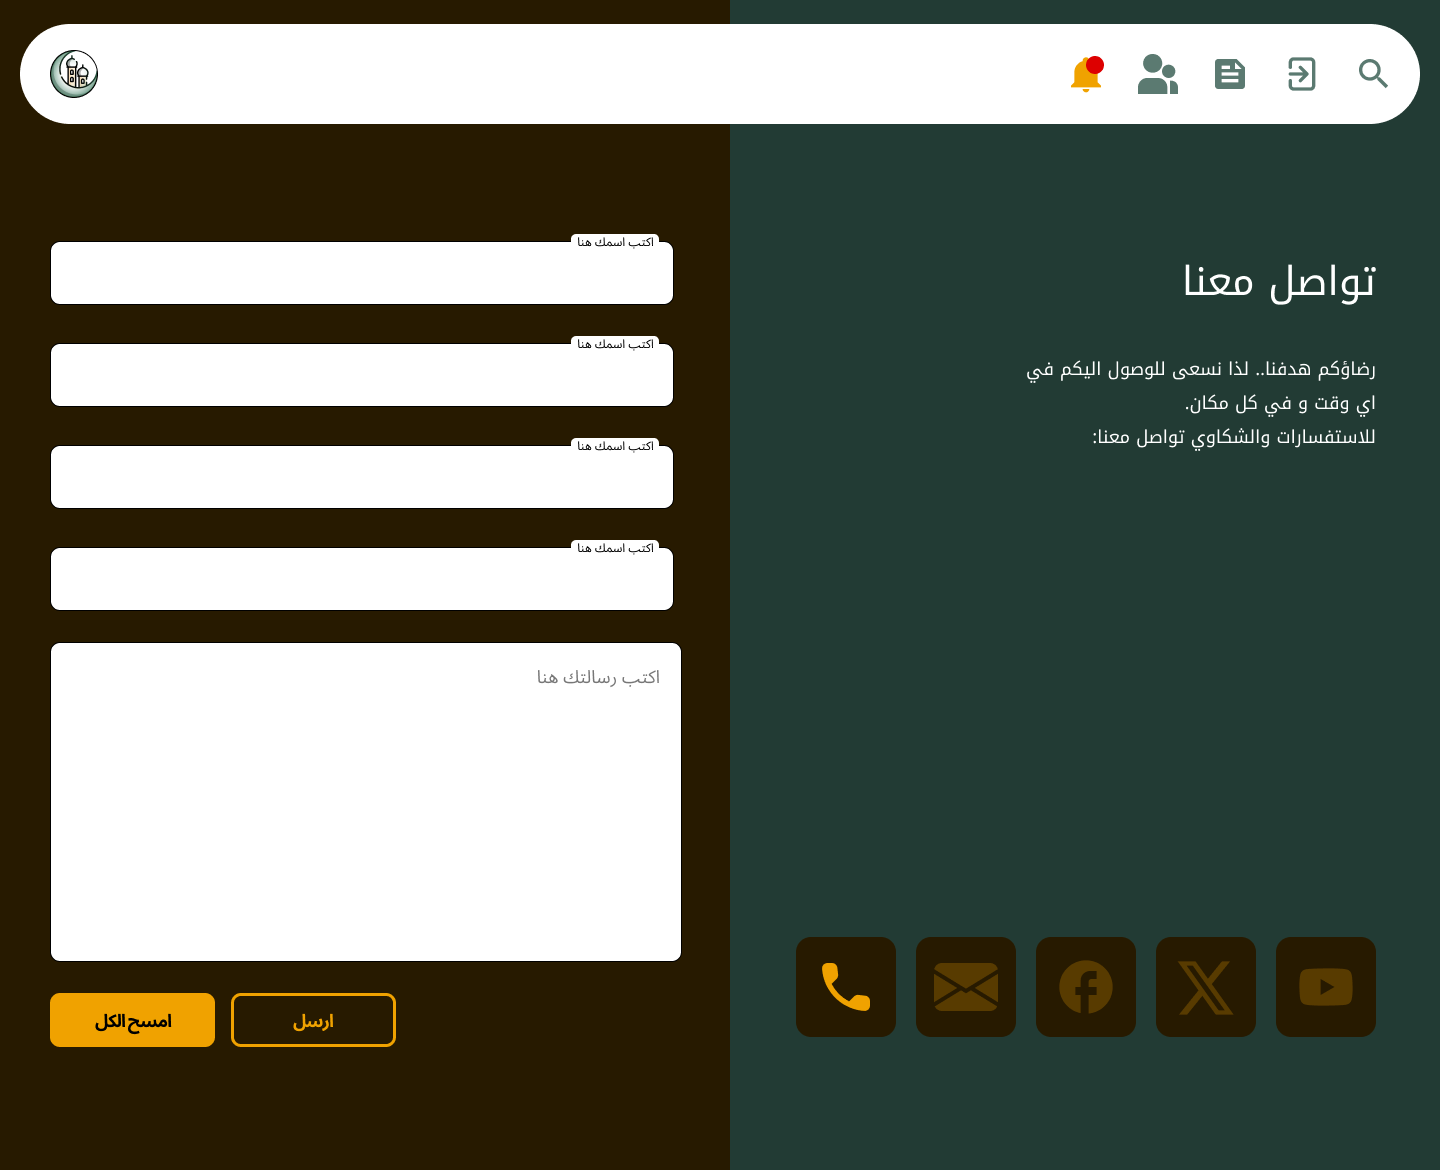 تواصل معنا
رضاؤكم هدفنا.. لذا نسعى للوصول اليكم في
اي وقت و في كل مكان.
للاستفسارات والشكاوي تواصل معنا:
اكتب اسمك هنا
اكتب اسمك هنا
اكتب اسمك هنا
اكتب اسمك هنا
اكتب رسالتك هنا
ارسل
امسح الكل